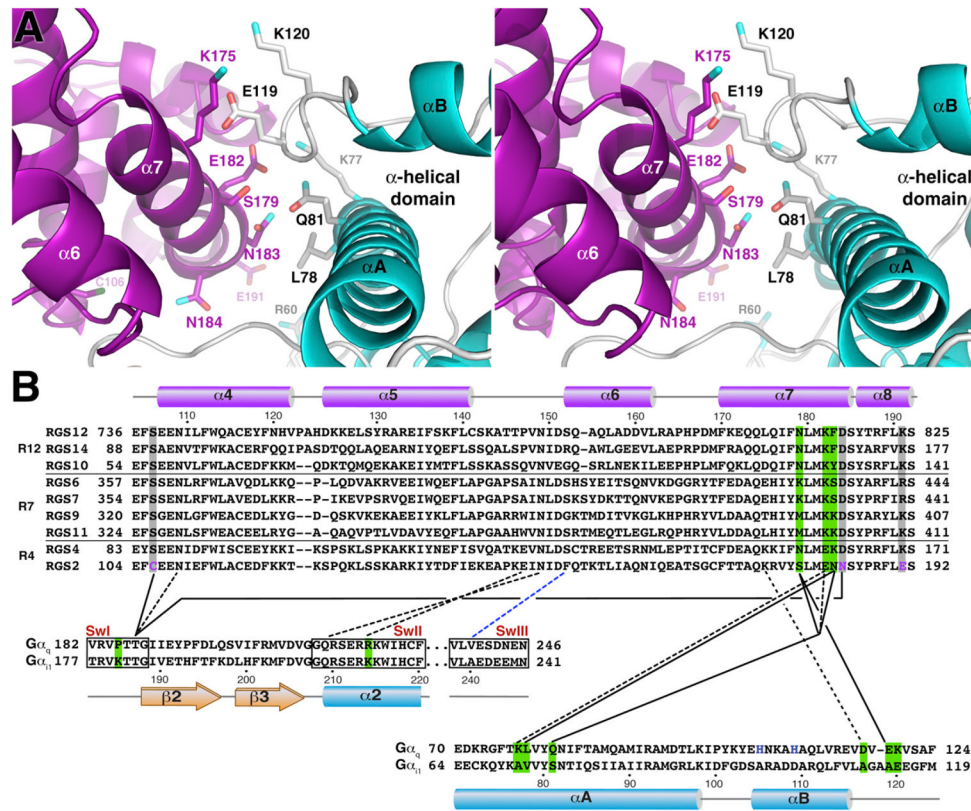 A
K120
K175
E119
αB
α7
K77
E182
α-helical
domain
S179
Q81
α6
N183
L78
αA
C106
E191
R60
N184
K120
K175
E119
αB
α7
K77
E182
α-helical
domain
S179
Q81
α6
N183
L78
αA
E191
R60
N184
B
α4 α5 α6 α7 α8
110 120 130 140 150 160 170 180 190
RGS12 736 EFSEENILFWQACEYFNHVPAHDKKELSYRAREIFSKFLCSKATTPVNIDSQ-AQLADDVLRAPHPDMFKEQQLQIFNLMKFDSYTRFLKS 825
R12 RGS14 88 EFSAENVTFWKACERFQQIPASDTQQLAQEARNIYQEFLSSQALSPVNIDRQ-AWLGEEVLAEPRPDMFRAQQLQIFNLMKFDSYARFVKS 177
RGS10 54 EFSEENVLFWLACEDFKKM--QDKTQMQEKAKEIYMTFLSSKASSQVNVEGQ-SRLNEKILEEPHPLMFQKLQDQIFNLMKYDSYSRFLKS 141
RGS6 357 EFSSENLRFWLAVQDLKKQ--P-LQDVAKRVEEIWQEFLAPGAPSAINLDSHSYEITSQNVKDGGRYTFEDAQEHIYKLMKSDSYARFLRS 444
R7 RGS7 354 EFSSENLRFWLAVEDLKKR--P-IKEVPSRVQEIWQEFLAPGAPSAINLDSKSYDKTTQNVKEPGRYTFEDAQEHIYKLMKSDSYPRFIRS 441
RGS9 320 EFSGENLGFWEACEDLKYG--D-QSKVKEKAEEIYKLFLAPGARRWINIDGKTMDITVKGLKHPHRYVLDAAQTHIYMLMKKDSYARYLKS 407
RGS11 324 EFSGENLSFWEACEELRYG--A-QAQVPTLVDAVYEQFLAPGAAHWVNIDSRTMEQTLEGLRQPHRYVLDDAQLHIYMLMKKDSYPRFLKS 411
R4 RGS4 83 EYSEENIDFWISCEEYKKI--KSPSKLSPKAKKIYNEFISVQATKEVNLDSCTREETSRNMLEPTITCFDEAQKKIFNLMEKDSYRRFLKS 171
RGS2 104 EFCEENIDFWLACEDFKKT--KSPQKLSSKARKIYTDFIEKEAPKEINIDFQTKTLIAQNIQEATSGCFTTAQKRVYSLMENNSYPRFLES 192
SwI SwII SwIII
Gαq 182 VRVPTTGIIEYPFDLQSVIFRMVDVGGQRSERRKWIHCF...VLVESDNEN 246
Gαi1 177 TRVKTTGIVETHFTFKDLHFKMFDVGGQRSERKKWIHCF...VLAEDEEMN 241
190 200 210 220 240
β2 β3 α2
Gαq 70 EDKRGFTKLVYQNIFTAMQAMIRAMDTLKIPYKYEHNKAHAQLVREVDV-EKVSAF 124
Gαi1 64 EECKQYKAVVYSNTIQSIIAIIRAMGRLKIDFGDSARADDARQLFVLAGAAEEGFM 119
80 100 110 120
αA αB